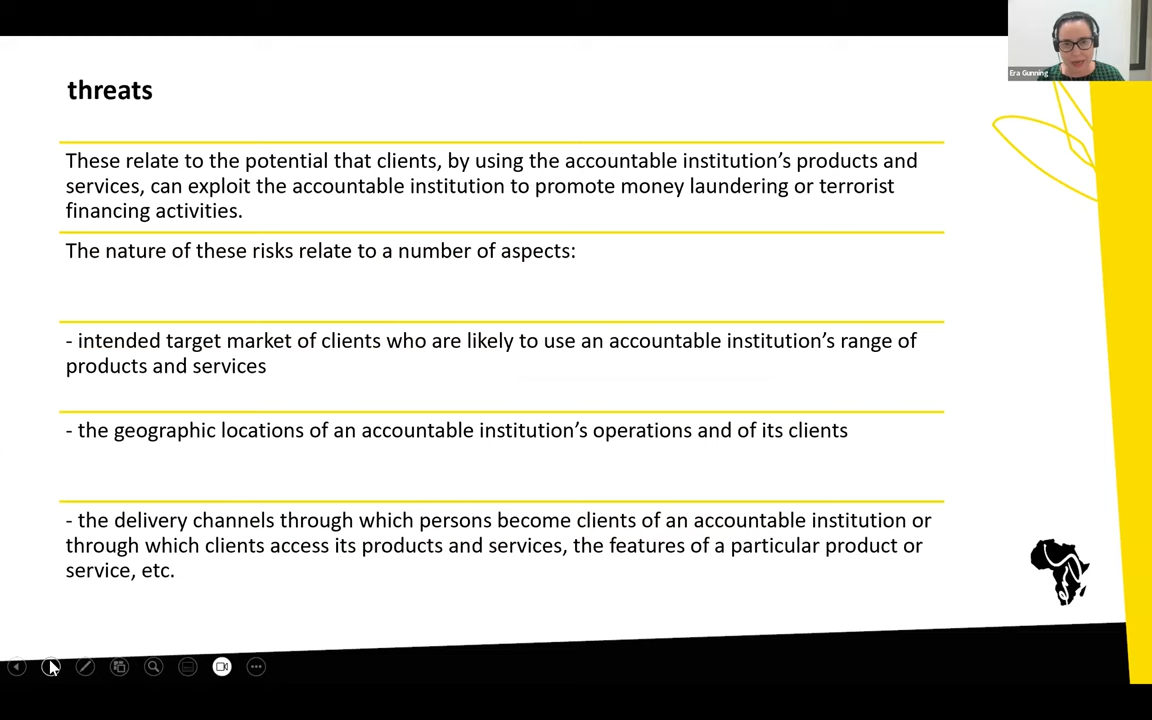 Era Gunning
threats
These relate to the potential that clients, by using the accountable institution’s products and
services, can exploit the accountable institution to promote money laundering or terrorist
financing activities.
The nature of these risks relate to a number of aspects:
- intended target market of clients who are likely to use an accountable institution’s range of
products and services
- the geographic locations of an accountable institution’s operations and of its clients
- the delivery channels through which persons become clients of an accountable institution or
through which clients access its products and services, the features of a particular product or
service, etc.